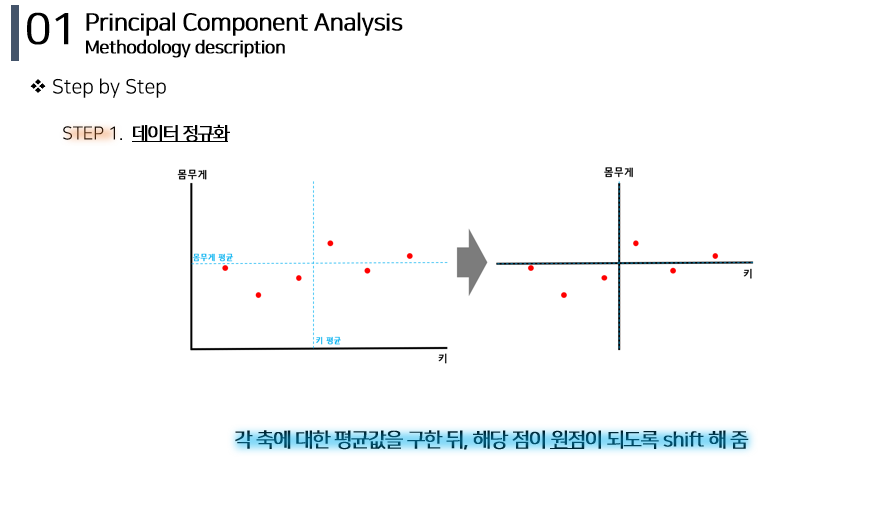 01 Principal Component Analysis
Methodology description
❖ Step by Step
STEP 1. 데이터 정규화
몸무게
몸무게 평균
키 평균
키
몸무게
키
각 축에 대한 평균값을 구한 뒤, 해당 점이 원점이 되도록 shift 해 줌